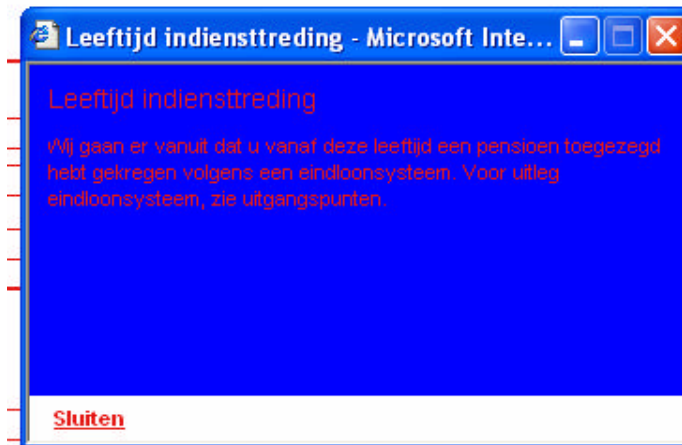 Leeftijd indiensttreding - Microsoft Inte...
Leeftijd indiensttreding
Wij gaan er vanuit dat u vanaf deze leeftijd een pensioen toegezegd
hebt gekregen volgens een eindloonsysteem. Voor uitleg
eindloonsysteem, zie uitgangspunten.
Sluiten